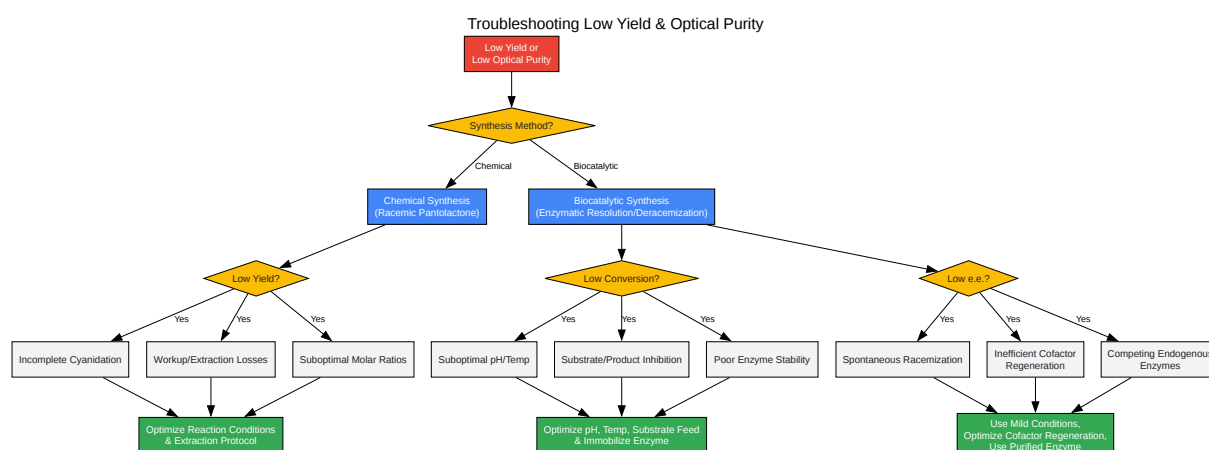 Troubleshooting Low Yield & Optical Purity
Low Yield or
Low Optical Purity
Synthesis Method?
Chemical
Biocatalytic
Chemical Synthesis
(Racemic Pantolactone)
Biocatalytic Synthesis
(Enzymatic Resolution/Deracemization)
Low Yield?
Low Conversion?
Low e.e.?
Yes
Yes
Yes
Yes
Yes
Yes
Yes
Yes
Yes
Incomplete Cyanidation
Workup/Extraction Losses
Suboptimal Molar Ratios
Suboptimal pH/Temp
Substrate/Product Inhibition
Poor Enzyme Stability
Spontaneous Racemization
Inefficient Cofactor
Regeneration
Competing Endogenous
Enzymes
Optimize Reaction Conditions
& Extraction Protocol
Optimize pH, Temp, Substrate Feed
& Immobilize Enzyme
Use Mild Conditions,
Optimize Cofactor Regeneration,
Use Purified Enzyme